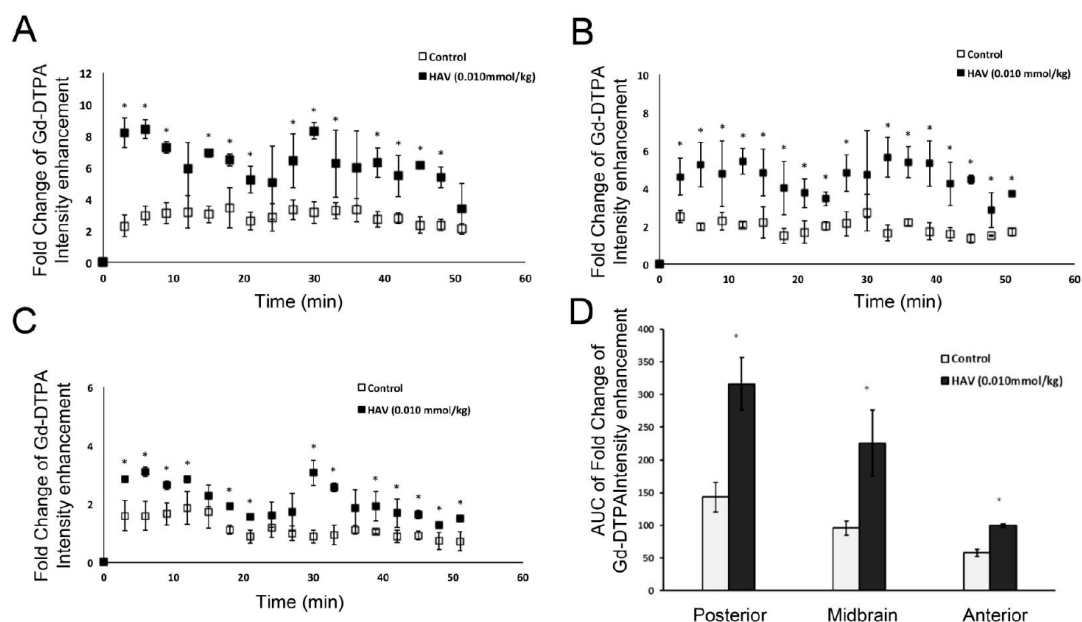 A
Fold Change of Gd-DTPA
Intensity enhancement
12
10
8
6
4
2
0
Control
HAV (0.010mmol/kg)
* * * * * * * * * * * * *
0 10 20 30 40 50 60
Time (min)
B
Fold Change of Gd-DTPA
Intensity enhancement
10
8
6
4
2
0
Control
HAV (0.010 mmol/kg)
* * * * * * * * * * * * * * * *
0 10 20 30 40 50 60
Time (min)
C
Fold Change of Gd-DTPA
Intensity enhancement
6
4
2
0
Control
HAV (0.010 mmol/kg)
* * * * * * * * * * * * *
0 10 20 30 40 50 60
Time (min)
D
AUC of Fold Change of
Gd-DTPAIntensity enhancement
400
350
300
250
200
150
100
50
0
Control
HAV (0.010mmol/kg)
* * *
Posterior Midbrain Anterior